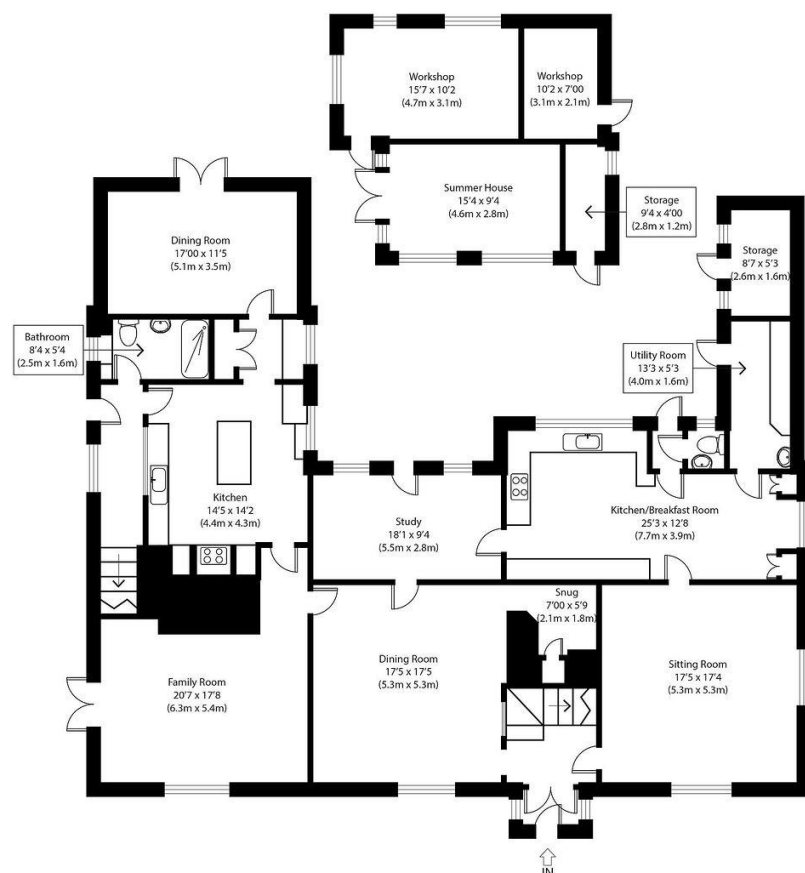 Workshop
15'7 x 10'2
(4.7m x 3.1m)
Workshop
10'2 x 7'00
(3.1m x 2.1m)
Summer House
15'4 x 9'4
(4.6m x 2.8m)
Storage
9'4 x 4'00
(2.8m x 1.2m)
Dining Room
17'00 x 11'5
(5.1m x 3.5m)
Storage
8'7 x 5'3
(2.6m x 1.6m)
Bathroom
8'4 x 5'4
(2.5m x 1.6m)
Utility Room
13'3 x 5'3
(4.0m x 1.6m)
Kitchen
14'5 x 14'2
(4.4m x 4.3m)
Study
18'1 x 9'4
(5.5m x 2.8m)
Kitchen/Breakfast Room
25'3 x 12'8
(7.7m x 3.9m)
Snug
7'00 x 5'9
(2.1m x 1.8m)
Family Room
20'7 x 17'8
(6.3m x 5.4m)
Dining Room
17'5 x 17'5
(5.3m x 5.3m)
Sitting Room
17'5 x 17'4
(5.3m x 5.3m)
IN